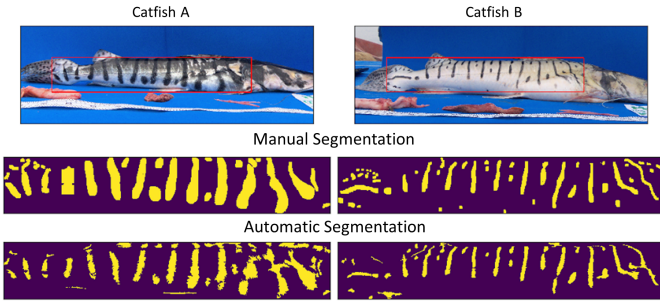 Catfish A
Catfish B
Manual Segmentation
Automatic Segmentation